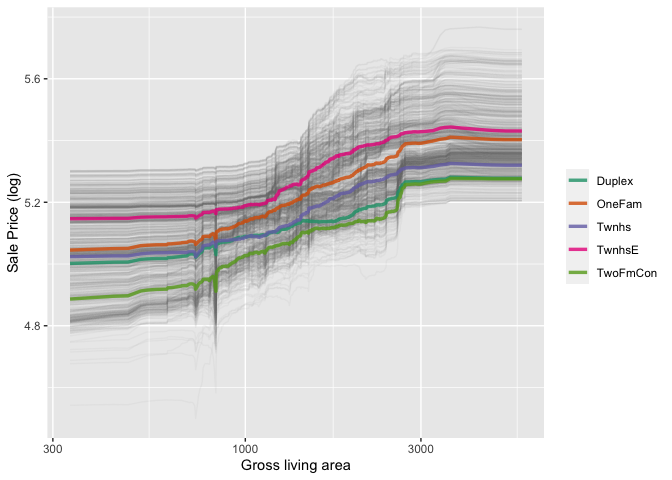 5.6
5.2
4.8
Sale Price (log)
300
1000
3000
Gross living area
Duplex
OneFam
Twnhs
TwnhsE
TwoFmCon